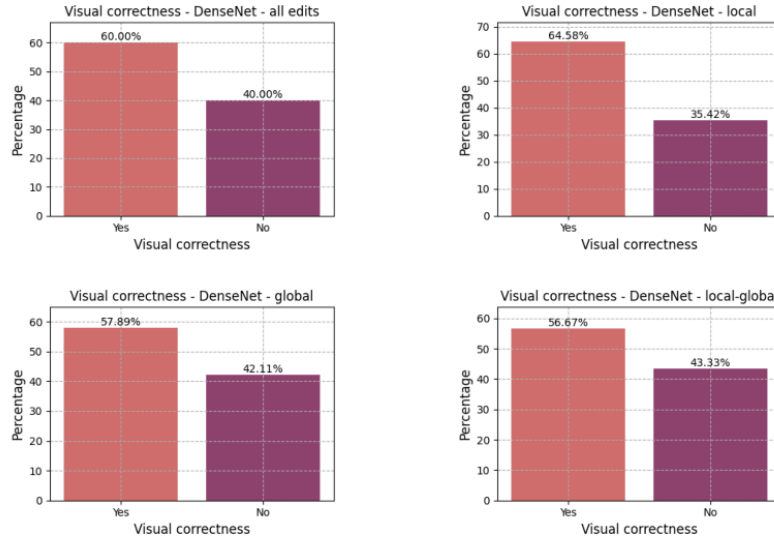 Visual correctness - DenseNet - all edits
60.00%
40.00%
60
50
40
30
20
10
0
Percentage
Yes
No
Visual correctness
Visual correctness - DenseNet - local
64.58%
35.42%
70
60
50
40
30
20
10
0
Percentage
Yes
No
Visual correctness
Visual correctness - DenseNet - global
57.89%
42.11%
60
50
40
30
20
10
0
Percentage
Yes
No
Visual correctness
Visual correctness - DenseNet - local-global
56.67%
43.33%
60
50
40
30
20
10
0
Percentage
Yes
No
Visual correctness